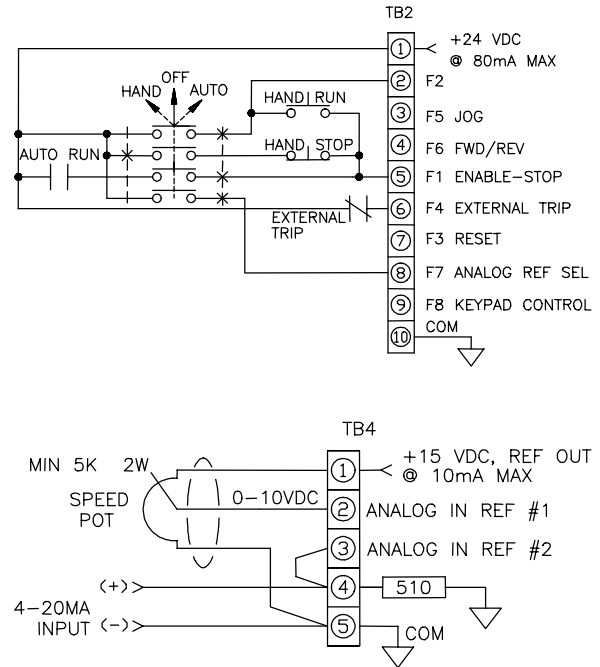 TB2
1 +24 VDC
@ 80mA MAX
OFF
HAND AUTO
2 F2
HAND RUN
3 F5 JOG
4 F6 FWD/REV
AUTO RUN
HAND STOP
5 F1 ENABLE-STOP
6 F4 EXTERNAL TRIP
EXTERNAL
TRIP
7 F3 RESET
8 F7 ANALOG REF SEL
9 F8 KEYPAD CONTROL
10 COM
TB4
1 +15 VDC, REF OUT
@ 10mA MAX
MIN 5K 2W
SPEED
POT
0-10VDC
2 ANALOG IN REF #1
3 ANALOG IN REF #2
(+)
4 510
4-20MA
INPUT (-)
5 COM